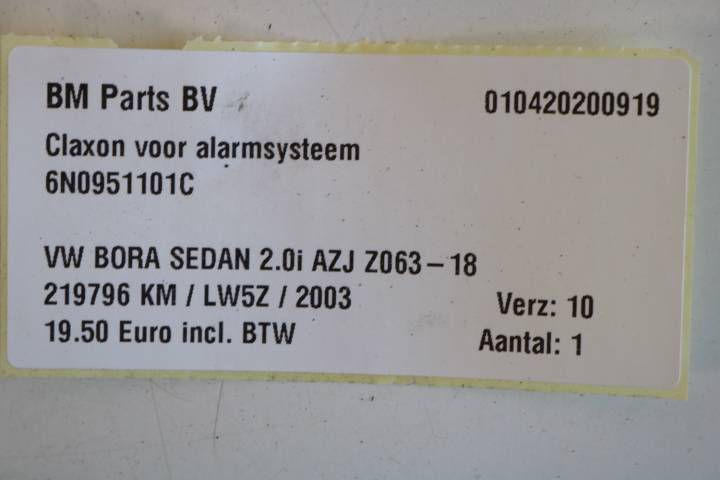 BM Parts BV 010420200919
Claxon voor alarmsysteem
6N0951101C
VW BORA SEDAN 2.0i AZJ Z063-18
219796 KM / LW5Z / 2003 Verz: 10
19.50 Euro incl. BTW Aantal: 1